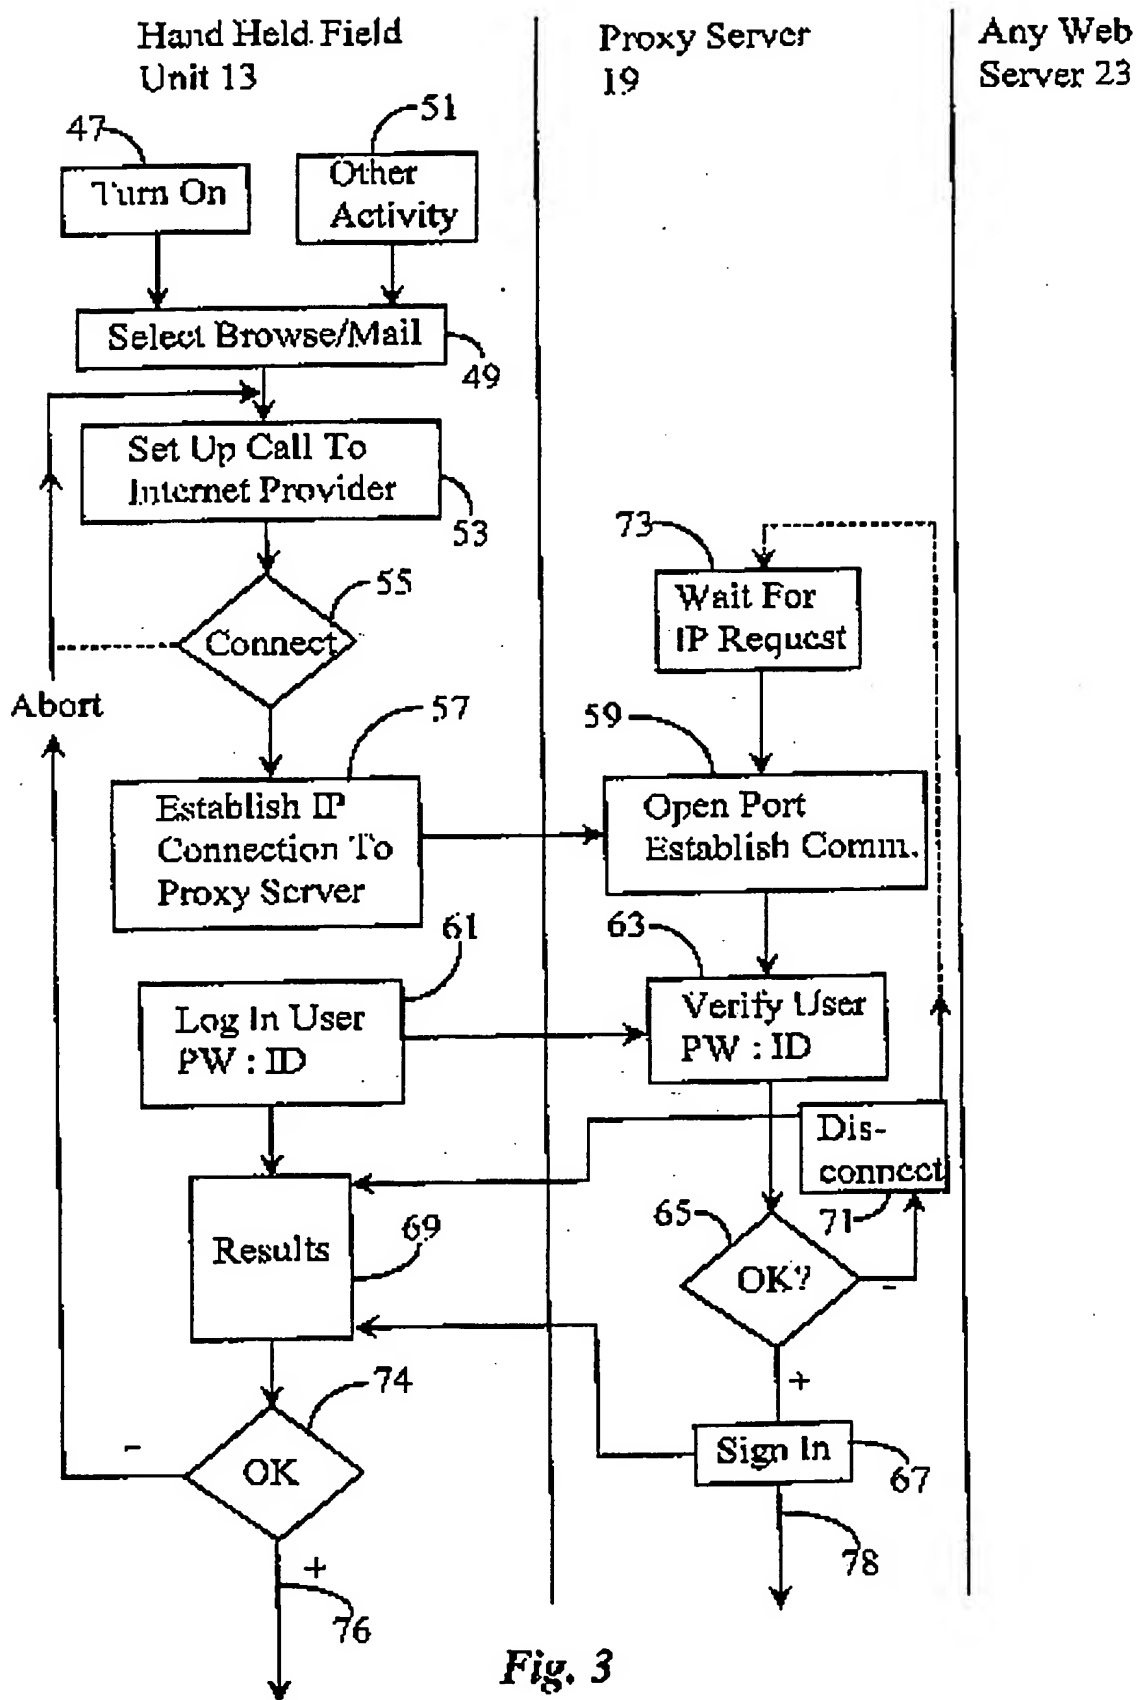 Hand Held Field
Unit 13
Proxy Server
19
Any Web
Server 23
47
51
Turn On
Other
Activity
Select Browse/Mail
49
Set Up Call To
Internet Provider
53
73
Wait For
IP Request
55
Connect
Abort
57
59
Establish IP
Connection To
Proxy Server
Open Port
Establish Comm.
61
63
Log In User
PW : ID
Verify User
PW : ID
Dis-
connect
71
65
Results
69
OK?
-
+
74
-
OK
Sign In
67
+
76
78
Fig. 3